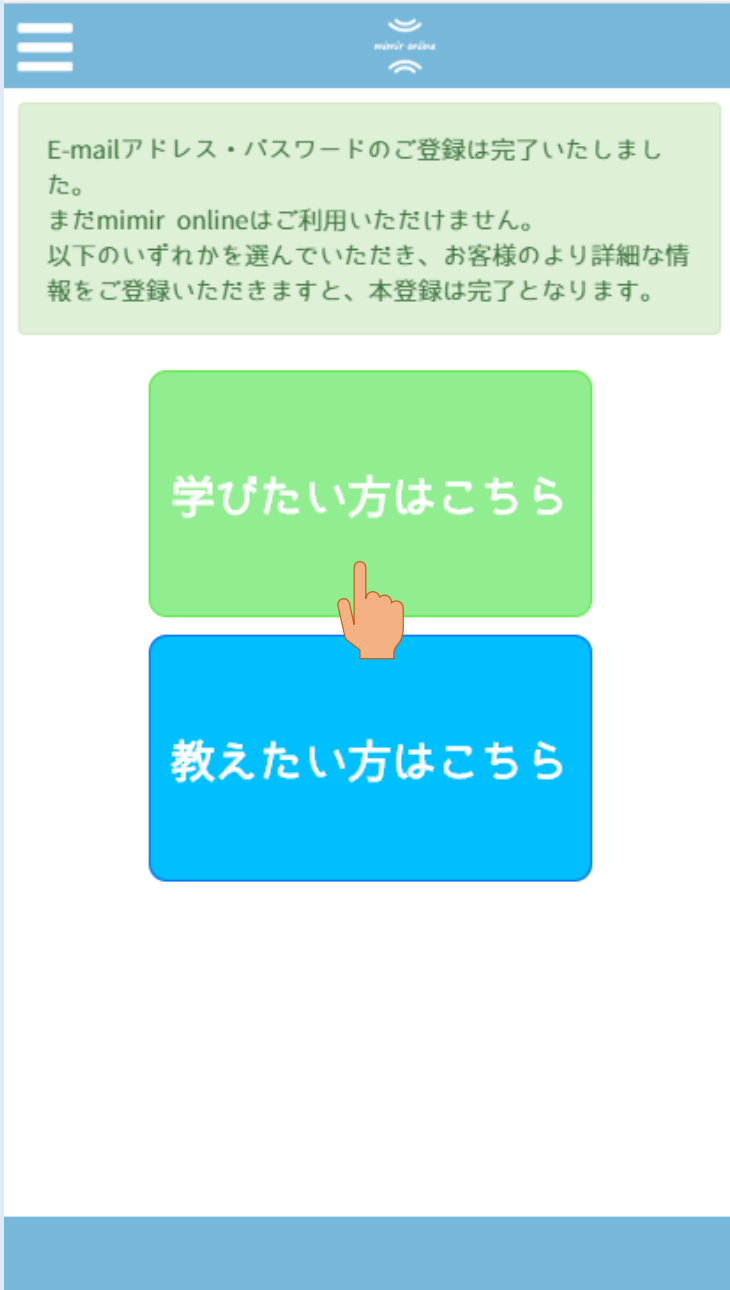 mimir online
E-mailアドレス・パスワードのご登録は完了いたしまし
た。
まだmimir onlineはご利用いただけません。
以下のいずれかを選んでいただき、お客様のより詳細な情
報をご登録いただきますと、本登録は完了となります。
学びたい方はこちら
教えたい方はこちら